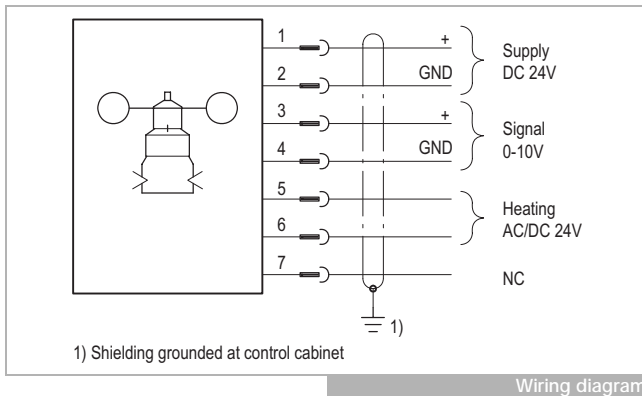 1 + Supply
2 GND DC 24V
3 + Signal
4 GND 0-10V
5 Heating
6 AC/DC 24V
7 NC
1)
1) Shielding grounded at control cabinet
Wiring diagram